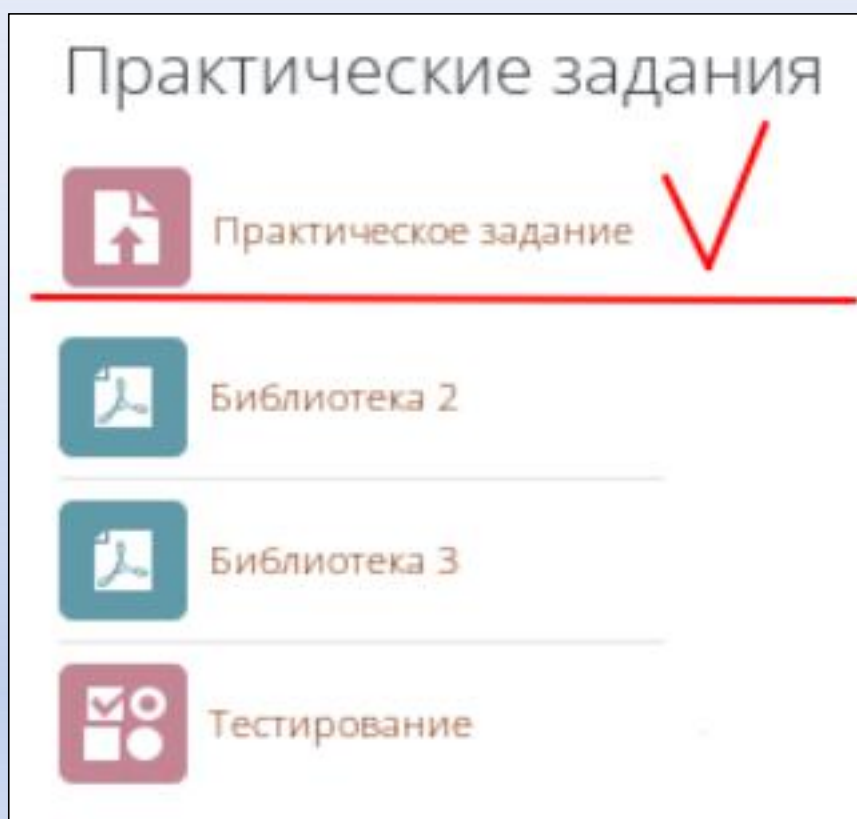 Практические задания
Практическое задание
Библиотека 2
Библиотека 3
Тестирование